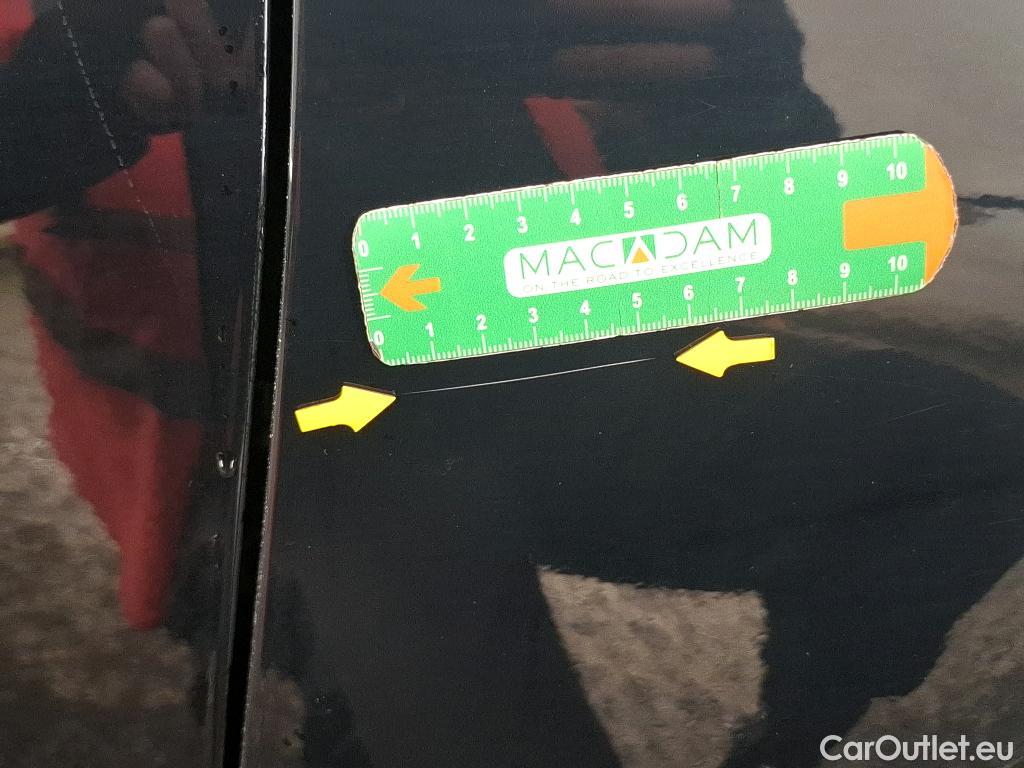 0 1 2 3 4 5 6 7 8 9 10
MACADAM
ON THE ROAD TO EXCELLENCE
0 1 2 3 4 5 6 7 8 9 10
CarOutlet.eu